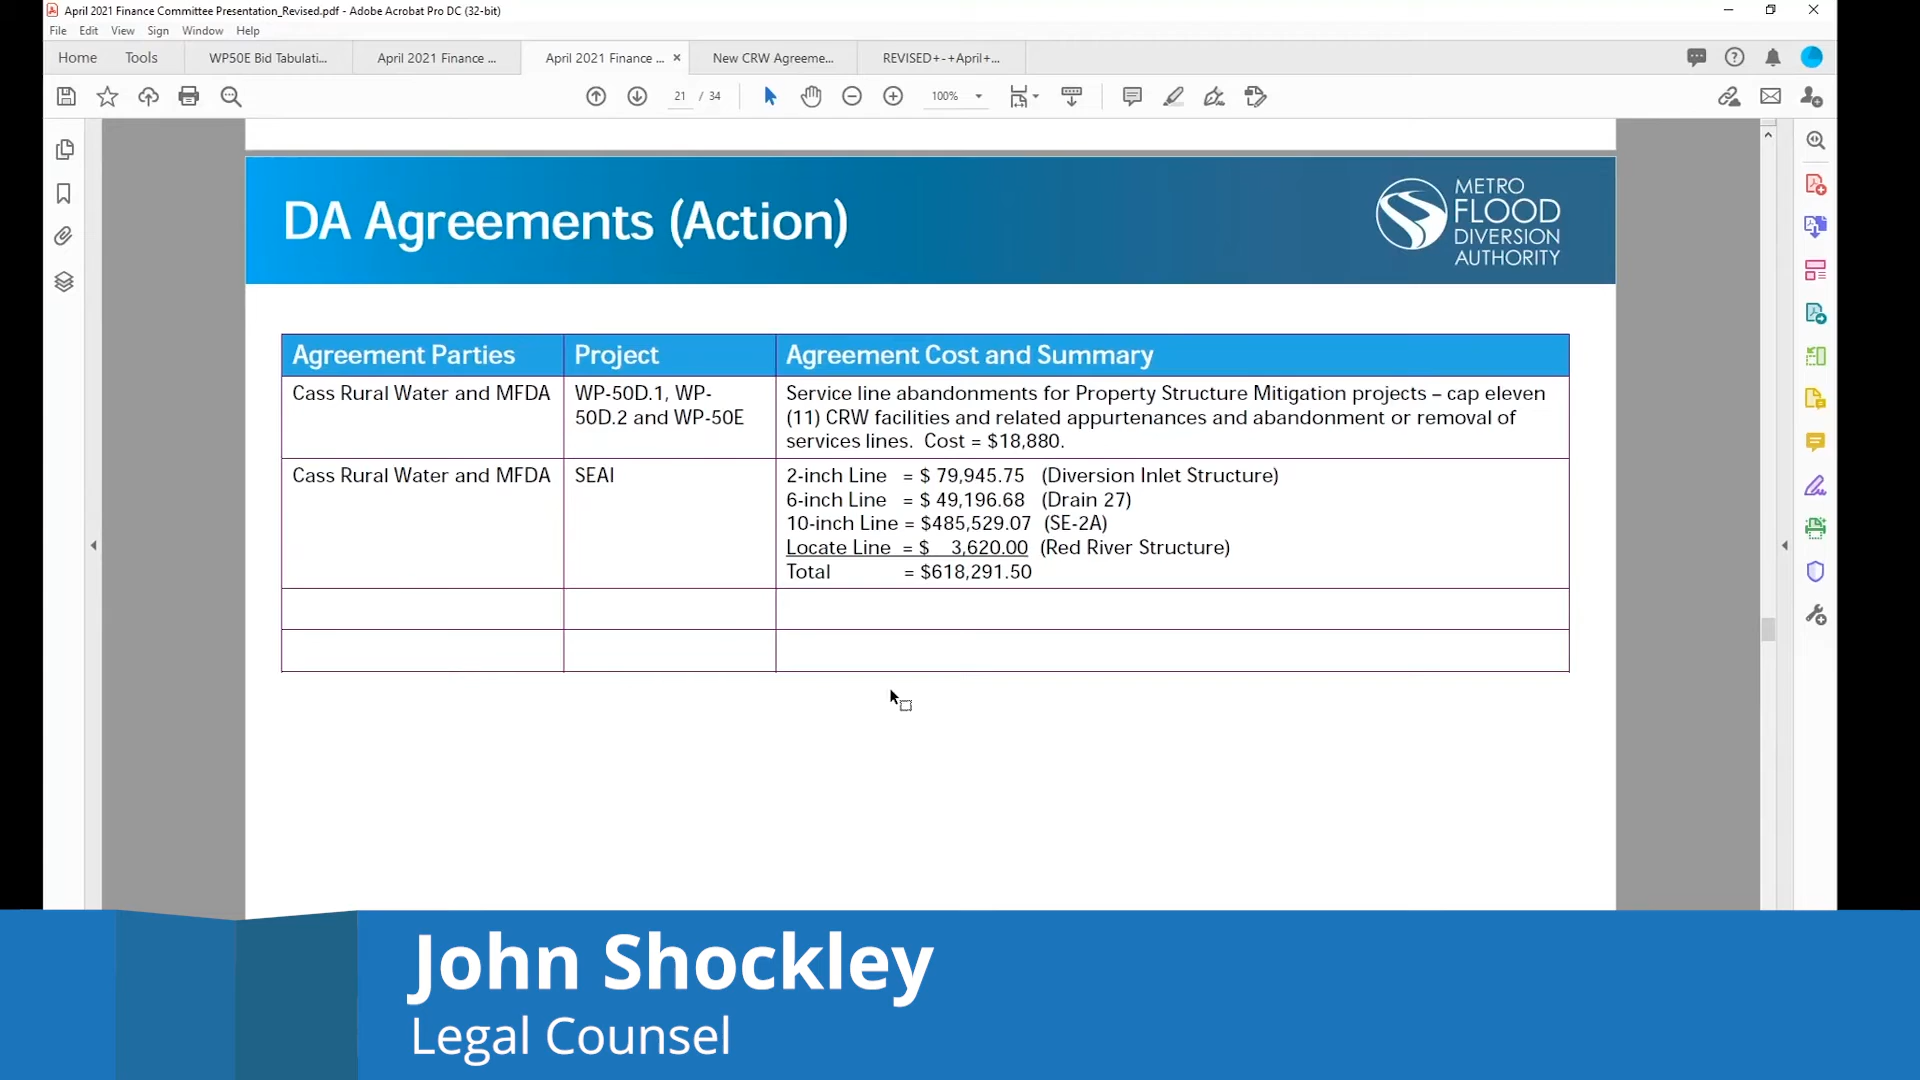 April 2021 Finance Committee Presentation_Revised.pdf - Adobe Acrobat Pro DC (32-bit)
File Edit View Sign Window Help
Home Tools WP50E Bid Tabulati... April 2021 Finance ... April 2021 Finance ... × New CRW Agreeme... REVISED+-+April+...
21 / 34 100%
DA Agreements (Action)
METRO
FLOOD
DIVERSION
AUTHORITY
Agreement Parties Project Agreement Cost and Summary
Cass Rural Water and MFDA WP-50D.1, WP-
50D.2 and WP-50E
Service line abandonments for Property Structure Mitigation projects – cap eleven
(11) CRW facilities and related appurtenances and abandonment or removal of
services lines. Cost = $18,880.
Cass Rural Water and MFDA SEAI
2-inch Line = $ 79,945.75 (Diversion Inlet Structure)
6-inch Line = $ 49,196.68 (Drain 27)
10-inch Line = $485,529.07 (SE-2A)
Locate Line = $ 3,620.00 (Red River Structure)
Total = $618,291.50
John Shockley
Legal Counsel